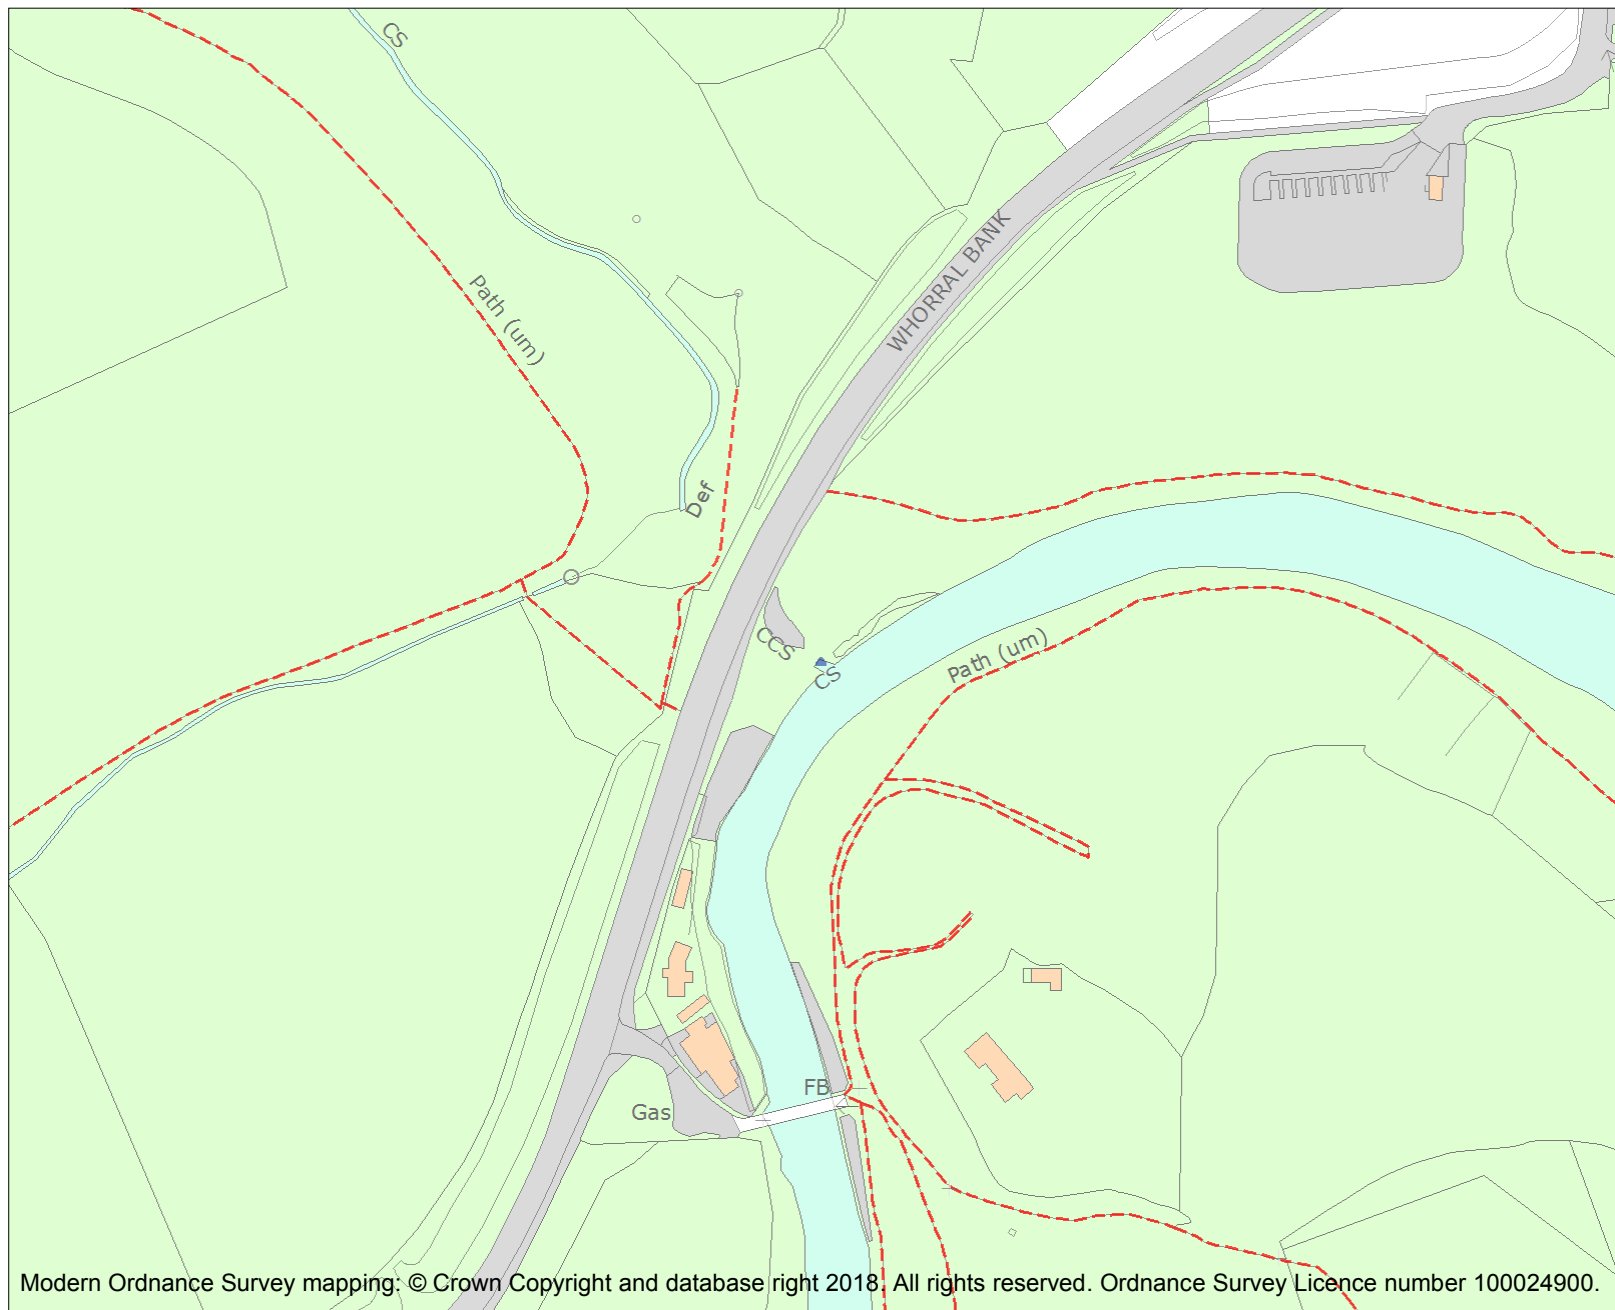 CS
Path (um)
WHORRAL BANK
Def
CCS
CS
Path (um)
FB
Gas
Modern Ordnance Survey mapping: © Crown Copyright and database right 2018. All rights reserved. Ordnance Survey Licence number 100024900.